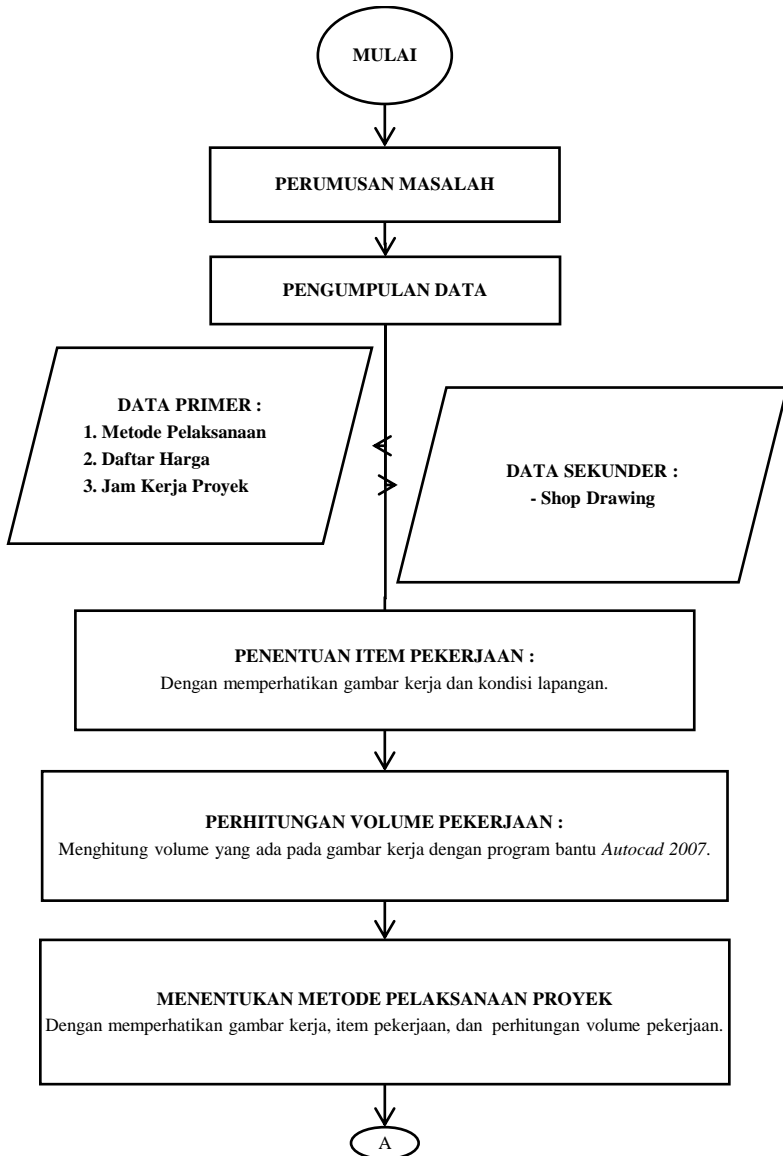 MULAI
PERUMUSAN MASALAH
PENGUMPULAN DATA
DATA PRIMER :
1. Metode Pelaksanaan
2. Daftar Harga
3. Jam Kerja Proyek
DATA SEKUNDER :
- Shop Drawing
PENENTUAN ITEM PEKERJAAN :
Dengan memperhatikan gambar kerja dan kondisi lapangan.
PERHITUNGAN VOLUME PEKERJAAN :
Menghitung volume yang ada pada gambar kerja dengan program bantu Autocad 2007.
MENENTUKAN METODE PELAKSANAAN PROYEK
Dengan memperhatikan gambar kerja, item pekerjaan, dan perhitungan volume pekerjaan.
A